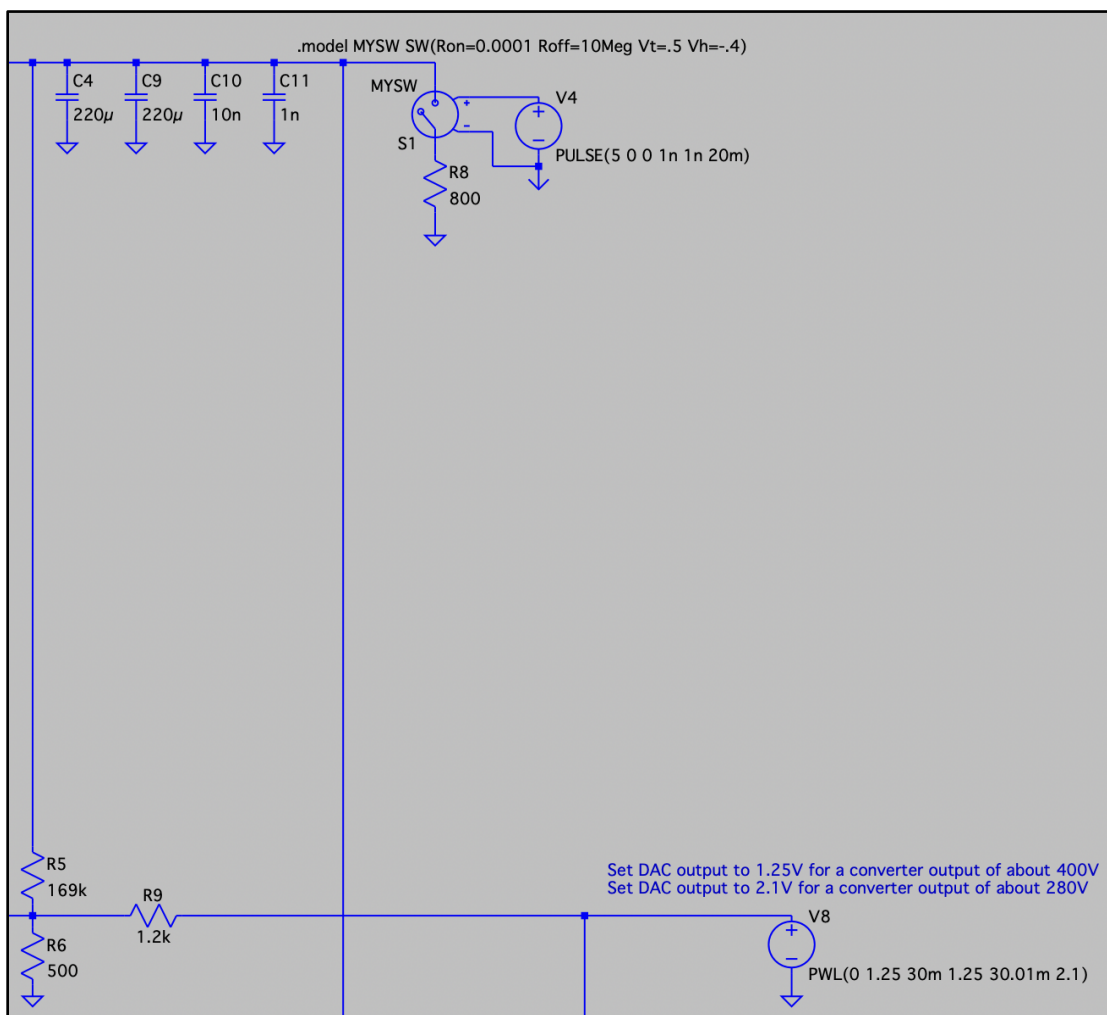 .model MYSW SW(Ron=0.0001 Roff=10Meg Vt=.5 Vh=-.4)
C4
220µ
C9
220µ
C10
10n
C11
1n
MYSW
S1
+
-
V4
+
−
PULSE(5 0 0 1n 1n 20m)
R8
800
Set DAC output to 1.25V for a converter output of about 400V
Set DAC output to 2.1V for a converter output of about 280V
R5
169k
R9
1.2k
R6
500
V8
+
−
PWL(0 1.25 30m 1.25 30.01m 2.1)